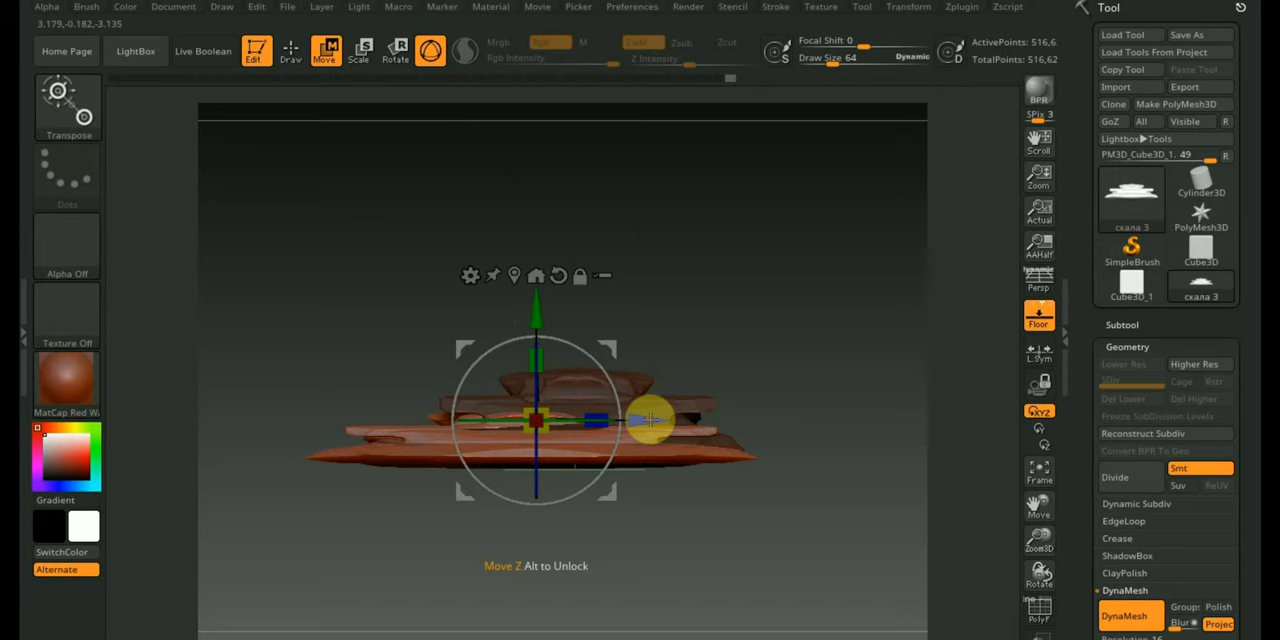 Alpha Brush Color Document Draw Edit File Layer Light Macro Marker Material Movie Picker Preferences Render Stencil Stroke Texture Tool Transform Zplugin Zscript
3.179,-0.182,-3.135
Home Page LightBox Live Boolean Edit Draw Move Scale Rotate
Mrgb Rgb M Zadd Zsub Zcut
Rgb Intensity Z Intensity
Focal Shift 0
Draw Size 64 Dynamic
S D
ActivePoints: 516,6
TotalPoints: 516,62
Transpose
Dots
Alpha Off
Texture Off
MatCap Red Wa
Gradient
SwitchColor
Alternate
Move Z Alt to Unlock
BPR
SPix 3
Scroll
Zoom
Actual
AAHalf
Dynamic
Persp
Floor
L.Sym
XYZ
Frame
Move
Zoom3D
Rotate
PolyF
Tool
Load Tool Save As
Load Tools From Project
Copy Tool Paste Tool
Import Export
Clone Make PolyMesh3D
GoZ All Visible R
Lightbox▶Tools
PM3D_Cube3D_1. 49 R
скала 3 Cylinder3D
PolyMesh3D
SimpleBrush Cube3D
Cube3D_1 скала 3
Subtool
Geometry
Lower Res Higher Res
SDiv Cage Rstr
Del Lower Del Higher
Freeze SubDivision Levels
Reconstruct Subdiv
Convert BPR To Geo
Divide Smt
Suv ReUV
Dynamic Subdiv
EdgeLoop
Crease
ShadowBox
ClayPolish
DynaMesh
DynaMesh Groups Polish
Blur Projec
Resolution 16